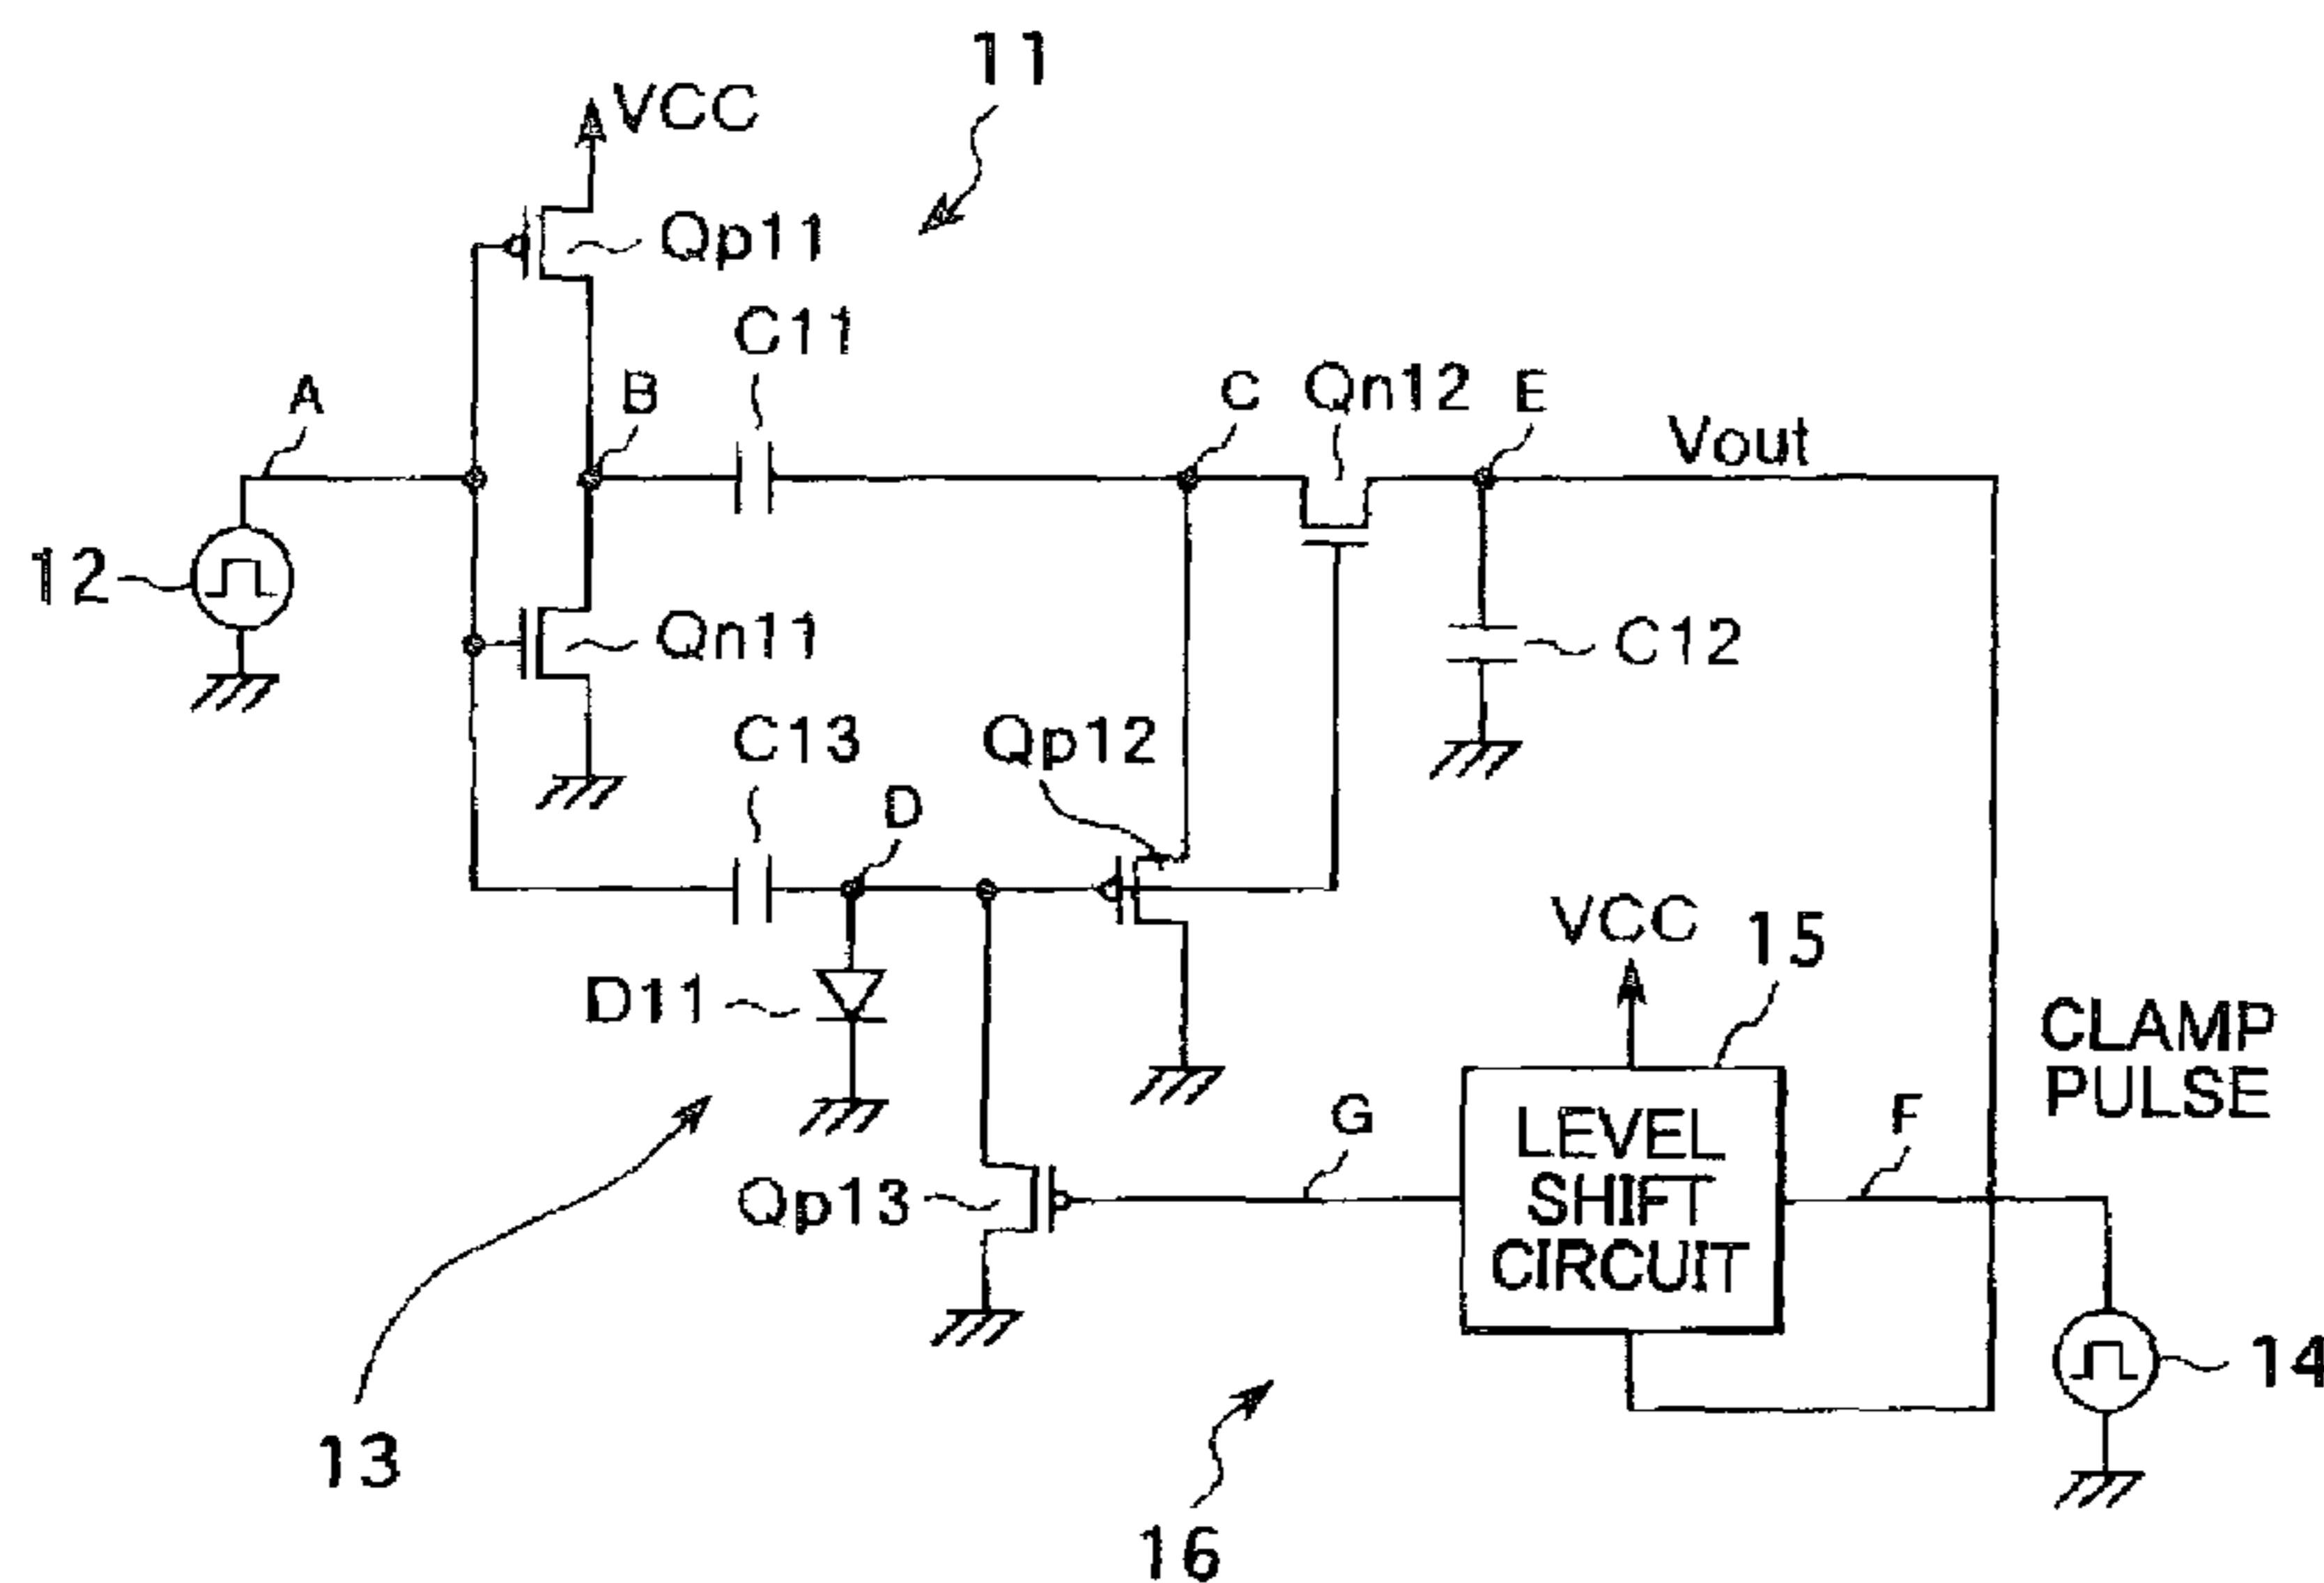 11
VCC
Qp11
C11
A
B
C
Qn12
E
Vout
12
Qn11
C12
C13
Qp12
D
VCC
15
D11
CLAMP
PULSE
G
LEVEL
SHIFT
CIRCUIT
F
Qp13
14
13
16